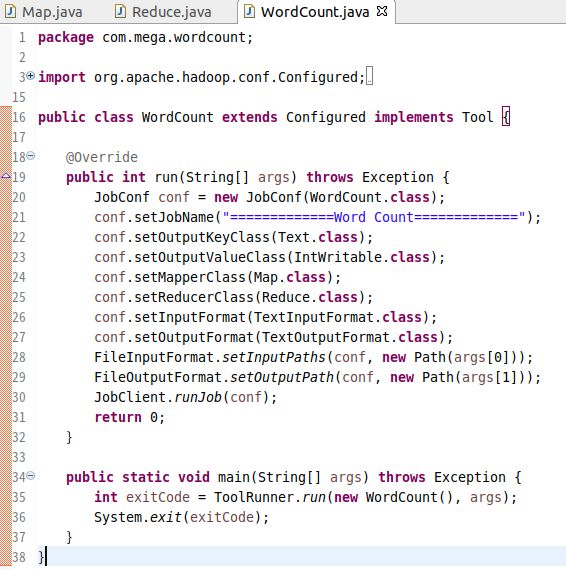 Map.java Reduce.java WordCount.java
1 package com.mega.wordcount;
2
3 import org.apache.hadoop.conf.Configured;
15
16 public class WordCount extends Configured implements Tool {
17
18     @Override
19     public int run(String[] args) throws Exception {
20         JobConf conf = new JobConf(WordCount.class);
21         conf.setJobName("=============Word Count=============");
22         conf.setOutputKeyClass(Text.class);
23         conf.setOutputValueClass(IntWritable.class);
24         conf.setMapperClass(Map.class);
25         conf.setReducerClass(Reduce.class);
26         conf.setInputFormat(TextInputFormat.class);
27         conf.setOutputFormat(TextOutputFormat.class);
28         FileInputFormat.setInputPaths(conf, new Path(args[0]));
29         FileOutputFormat.setOutputPath(conf, new Path(args[1]));
30         JobClient.runJob(conf);
31         return 0;
32     }
33
34     public static void main(String[] args) throws Exception {
35         int exitCode = ToolRunner.run(new WordCount(), args);
36         System.exit(exitCode);
37     }
38 }